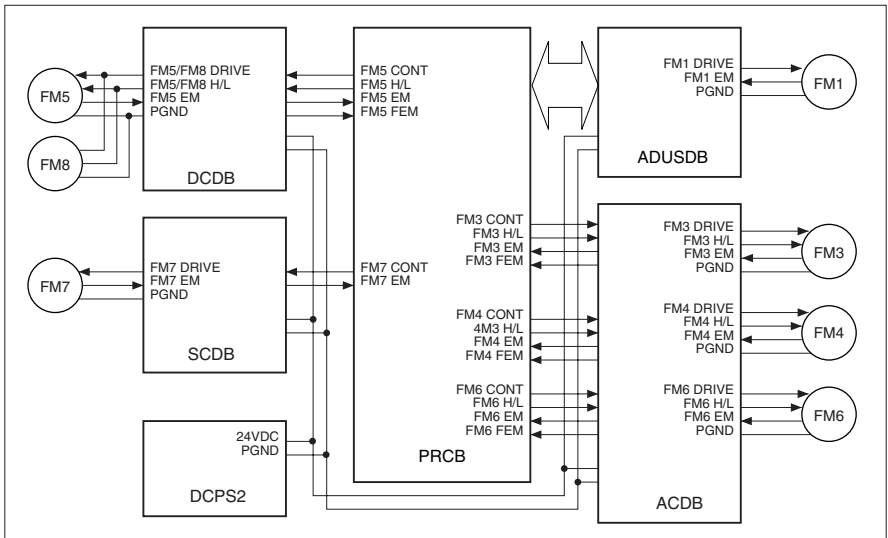 FM5
FM8
FM5/FM8 DRIVE
FM5/FM8 H/L
FM5 EM
PGND
DCDB
FM7
FM7 DRIVE
FM7 EM
PGND
SCDB
24VDC
PGND
DCPS2
FM5 CONT
FM5 H/L
FM5 EM
FM5 FEM
FM7 CONT
FM7 EM
FM3 CONT
FM3 H/L
FM3 EM
FM3 FEM
FM4 CONT
4M3 H/L
FM4 EM
FM4 FEM
FM6 CONT
FM6 H/L
FM6 EM
FM6 FEM
PRCB
FM1 DRIVE
FM1 EM
PGND
ADUSDB
FM1
FM3 DRIVE
FM3 H/L
FM3 EM
PGND
FM3
FM4 DRIVE
FM4 H/L
FM4 EM
PGND
FM4
FM6 DRIVE
FM6 H/L
FM6 EM
PGND
FM6
ACDB